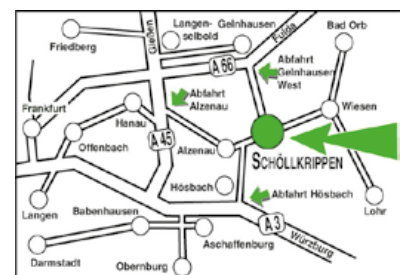 Friedberg
Gießen
Langen-
selbold
Gelnhausen
Fulda
Bad Orb
A 66
Abfahrt
Gelnhausen
West
Abfahrt
Alzenau
Frankfurt
Hanau
Wiesen
Offenbach
A 45
Alzenau
SCHÖLLKRIPPEN
Hösbach
Abfahrt Hösbach
Langen
Babenhausen
Lohr
A 3
Aschaffenburg
Würzburg
Darmstadt
Obernburg